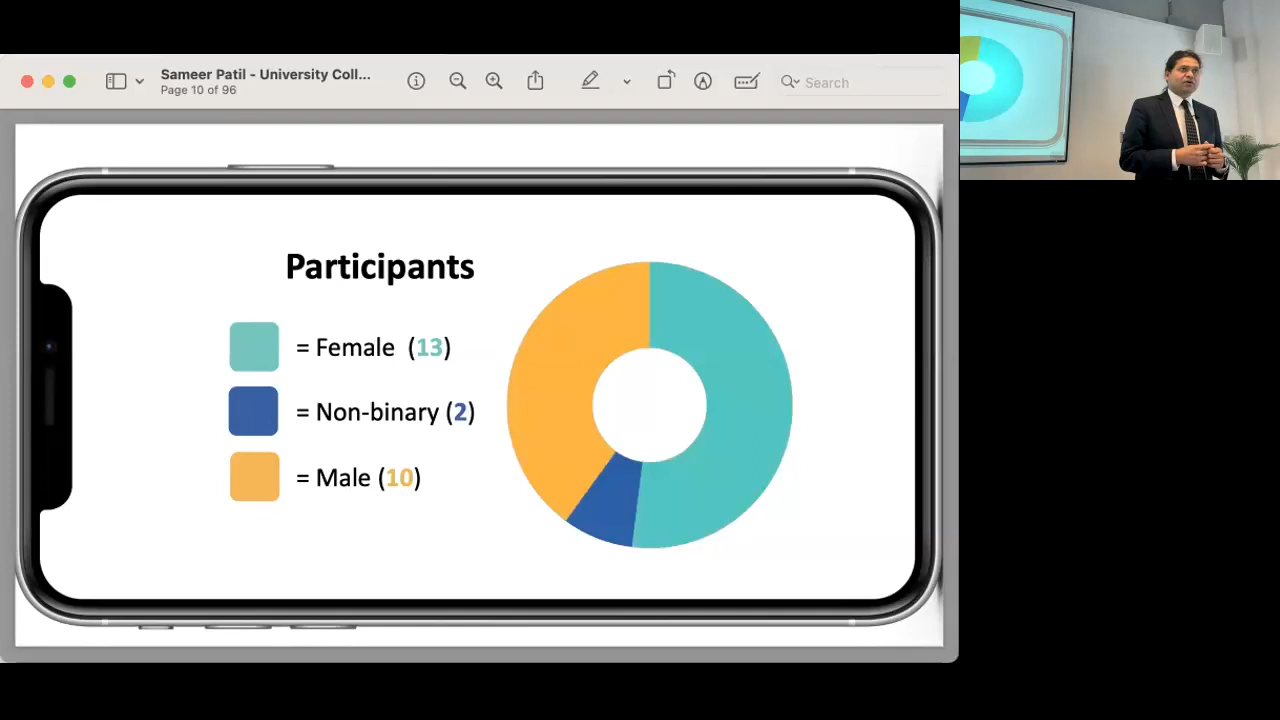 Sameer Patil - University Coll...
Page 10 of 96
Search
Participants
= Female (13)
= Non-binary (2)
= Male (10)